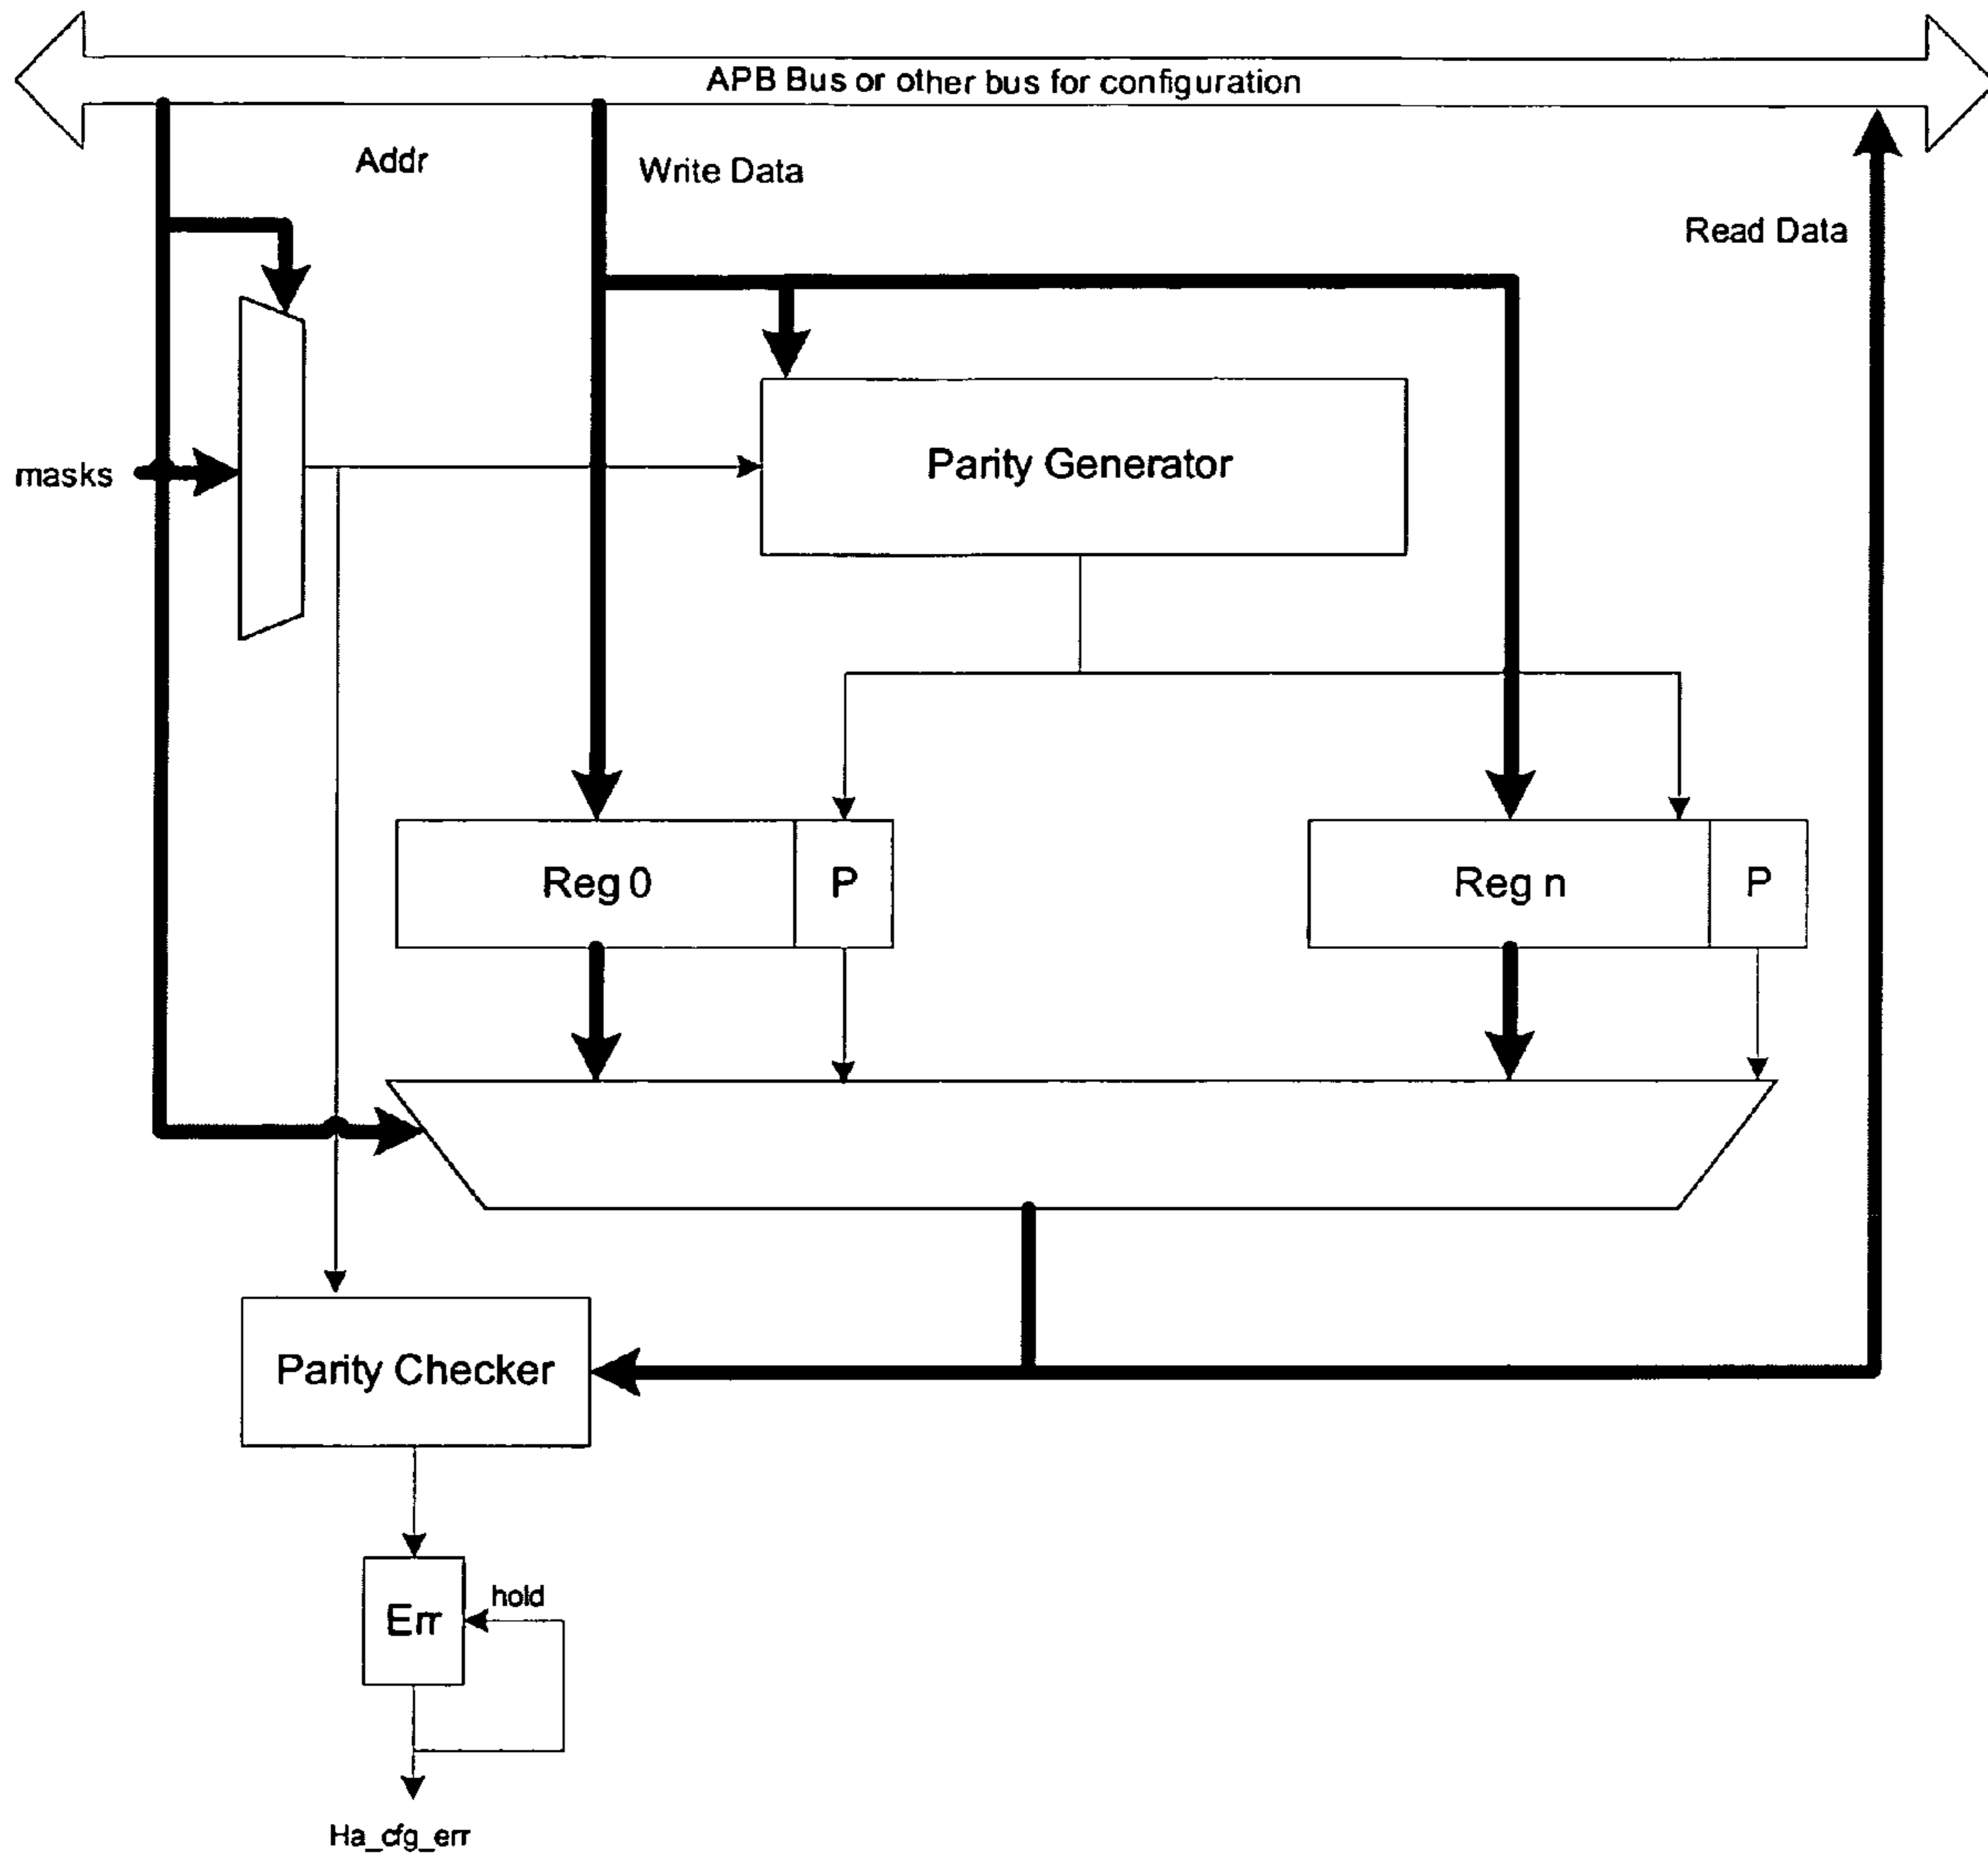 APB Bus or other bus for configuration
Addr
Write Data
Read Data
masks
Parity Generator
Reg 0
P
Reg n
P
Parity Checker
hold
Err
Ha_cfg_err